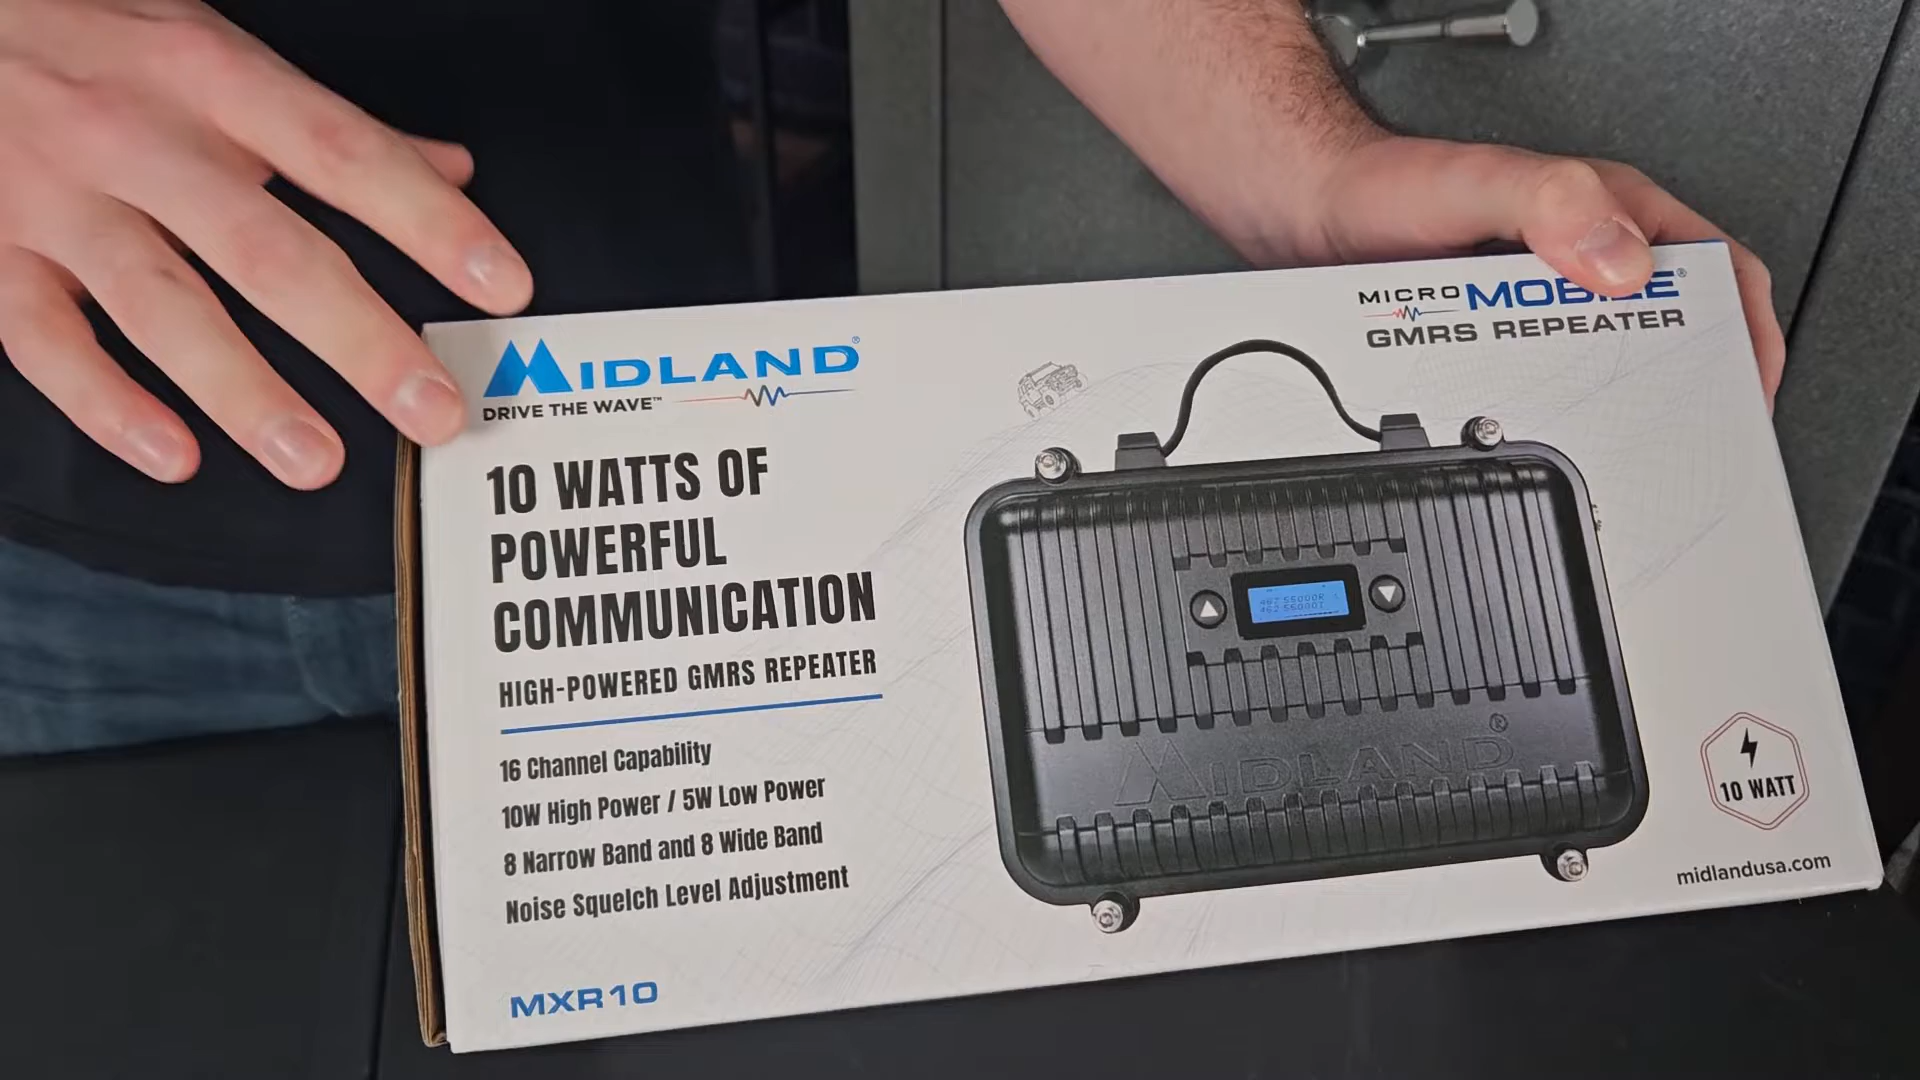 MIDLAND®
DRIVE THE WAVE™
MICRO MOBILE®
GMRS REPEATER
10 WATTS OF
POWERFUL
COMMUNICATION
HIGH-POWERED GMRS REPEATER
16 Channel Capability
10W High Power / 5W Low Power
8 Narrow Band and 8 Wide Band
Noise Squelch Level Adjustment
MXR10
MIDLAND®
10 WATT
midlandusa.com